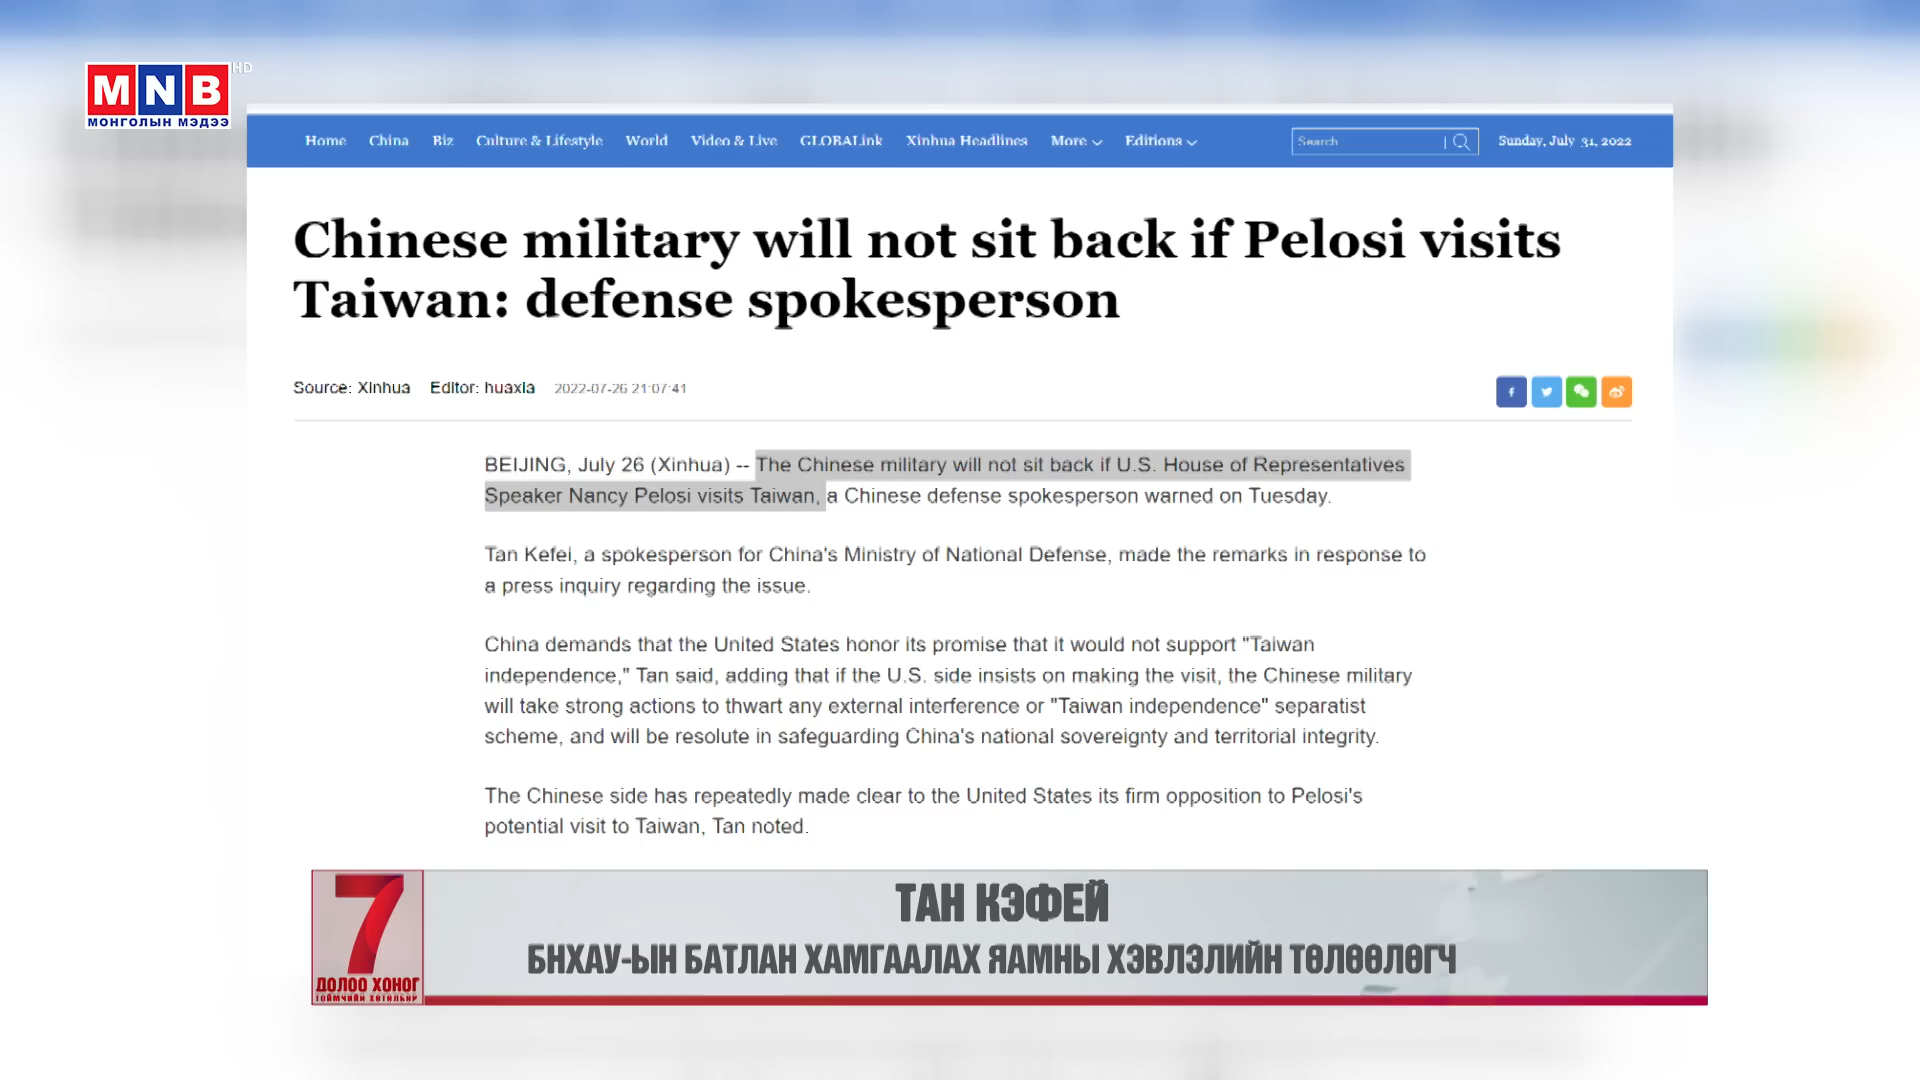 MNB HD
МОНГОЛЫН МЭДЭЭ
Home China Biz Culture & Lifestyle World Video & Live GLOBALink Xinhua Headlines More Editions Search Sunday, July 31, 2022
Chinese military will not sit back if Pelosi visits
Taiwan: defense spokesperson
Source: Xinhua Editor: huaxia 2022-07-26 21:07:41
BEIJING, July 26 (Xinhua) -- The Chinese military will not sit back if U.S. House of Representatives
Speaker Nancy Pelosi visits Taiwan, a Chinese defense spokesperson warned on Tuesday.
Tan Kefei, a spokesperson for China's Ministry of National Defense, made the remarks in response to
a press inquiry regarding the issue.
China demands that the United States honor its promise that it would not support "Taiwan
independence," Tan said, adding that if the U.S. side insists on making the visit, the Chinese military
will take strong actions to thwart any external interference or "Taiwan independence" separatist
scheme, and will be resolute in safeguarding China's national sovereignty and territorial integrity.
The Chinese side has repeatedly made clear to the United States its firm opposition to Pelosi's
potential visit to Taiwan, Tan noted.
ТАН КЭФЕЙ
БНХАУ-ЫН БАТЛАН ХАМГААЛАХ ЯАМНЫ ХЭВЛЭЛИЙН ТӨЛӨӨЛӨГЧ
7
ДОЛОО ХОНОГ
ТОЙМЧИЙН ХӨТӨЛБӨР